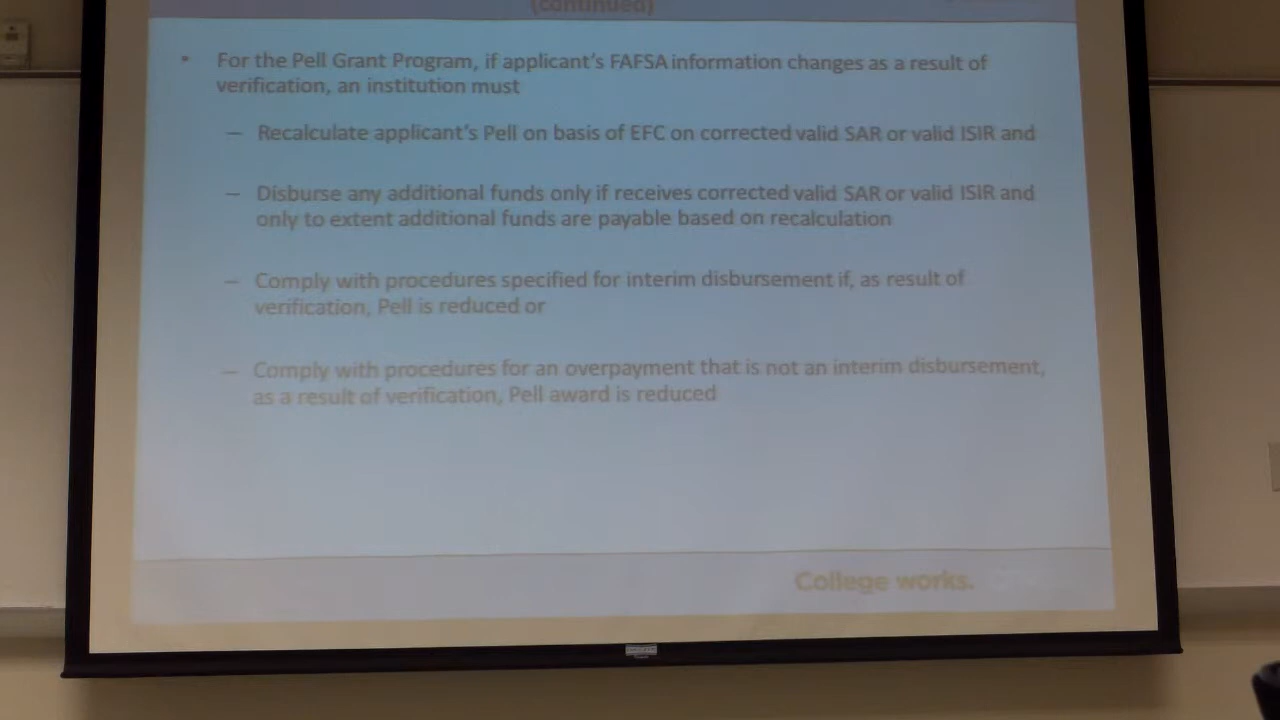 (continued)
• For the Pell Grant Program, if applicant's FAFSA information changes as a result of
verification, an institution must
– Recalculate applicant's Pell on basis of EFC on corrected valid SAR or valid ISIR and
– Disburse any additional funds only if receives corrected valid SAR or valid ISIR and
only to extent additional funds are payable based on recalculation
– Comply with procedures specified for interim disbursement if, as result of
verification, Pell is reduced or
– Comply with procedures for an overpayment that is not an interim disbursement,
as a result of verification, Pell award is reduced
College works.